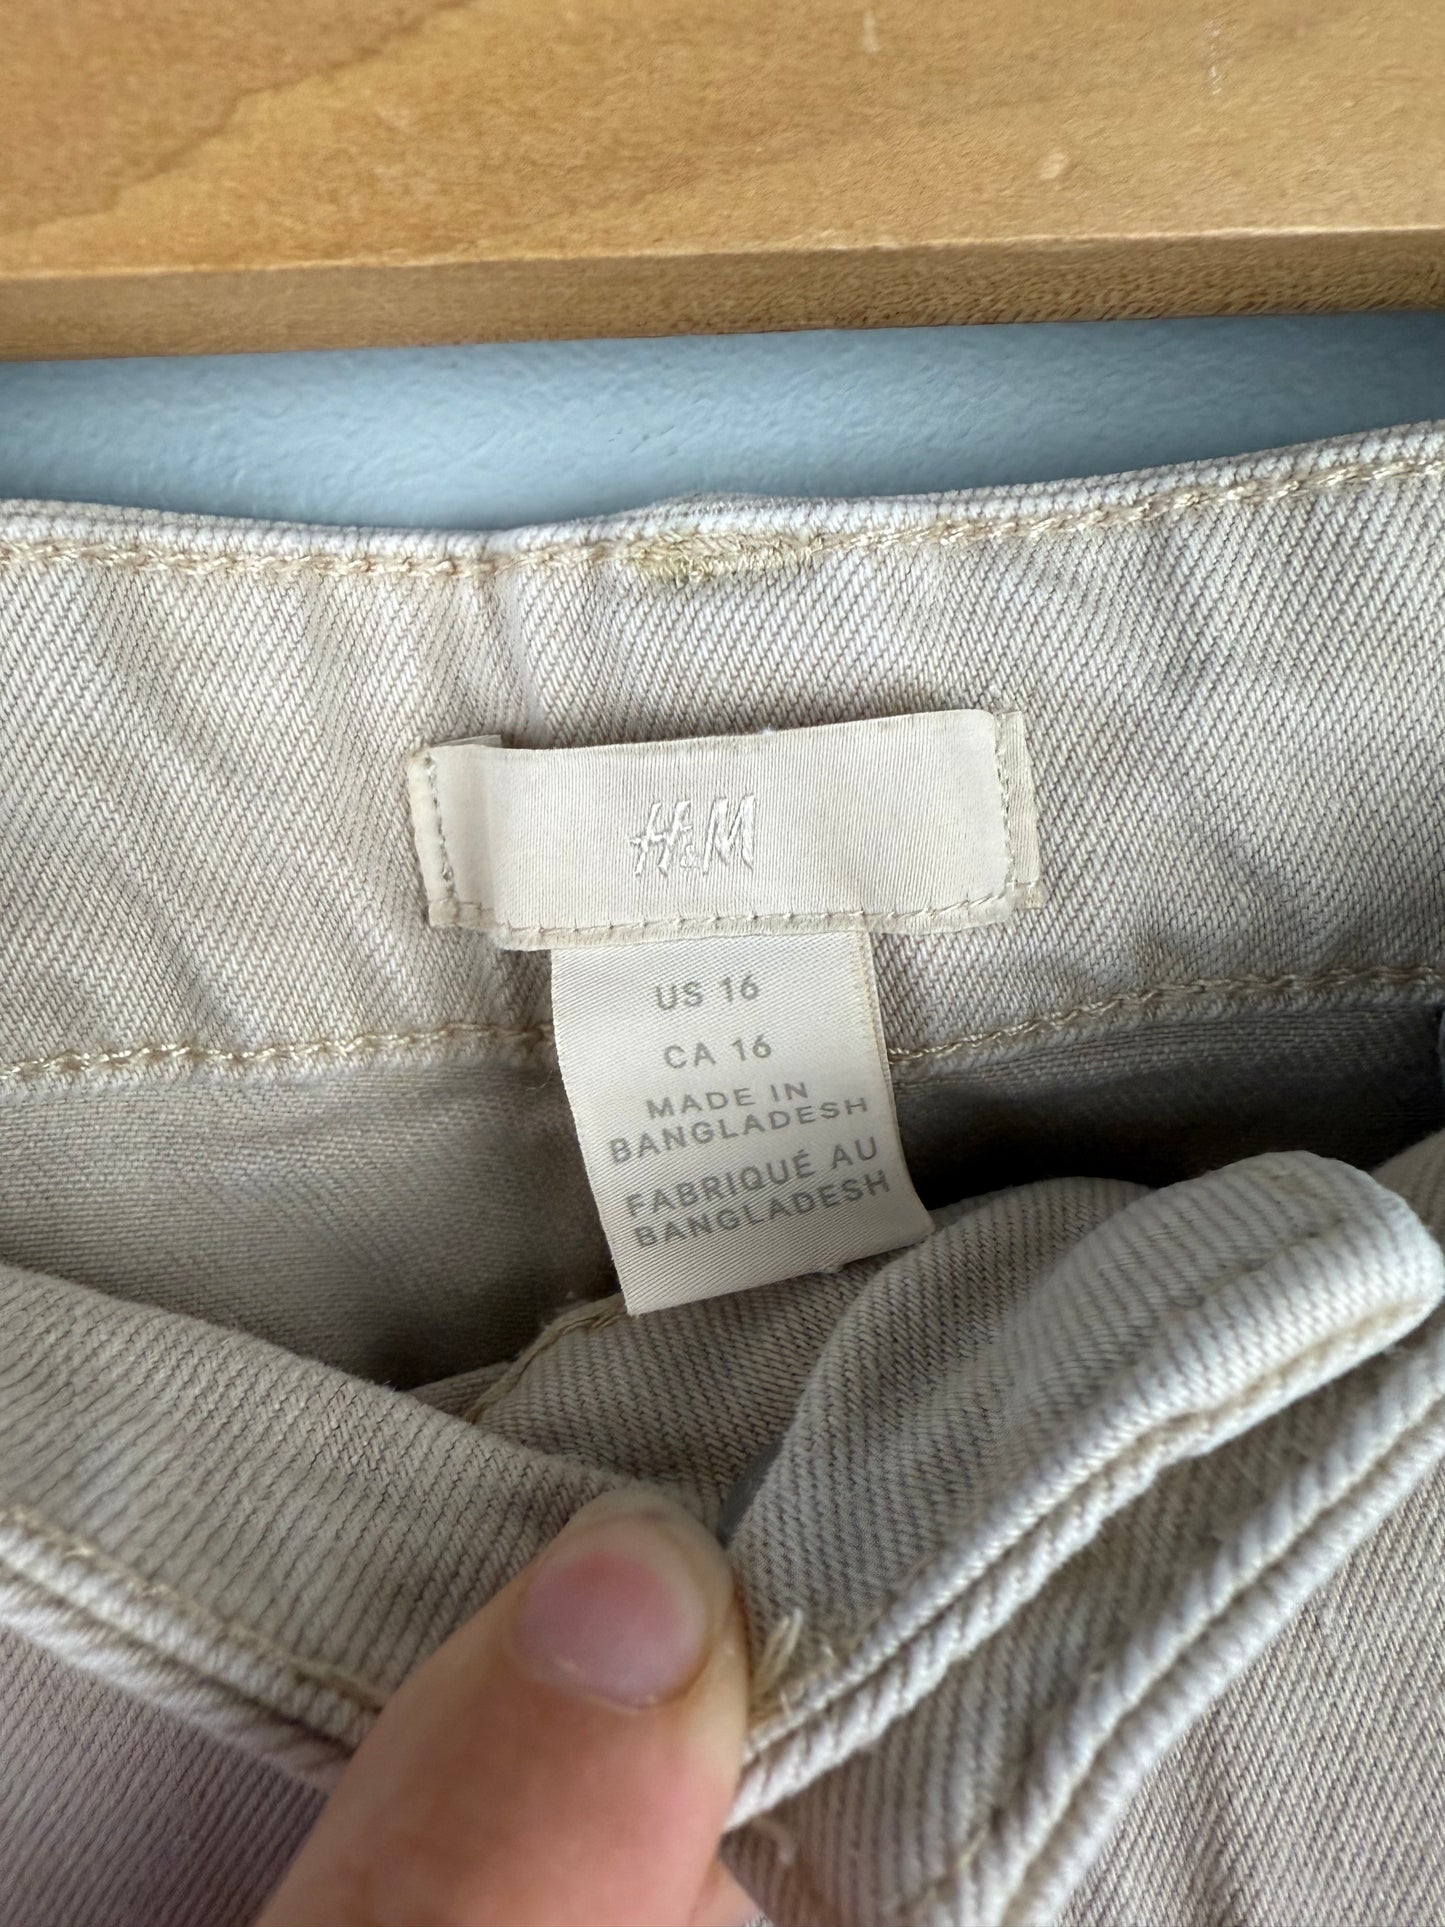 H&M
US 16
CA 16
MADE IN
BANGLADESH
FABRIQUÉ AU
BANGLADESH